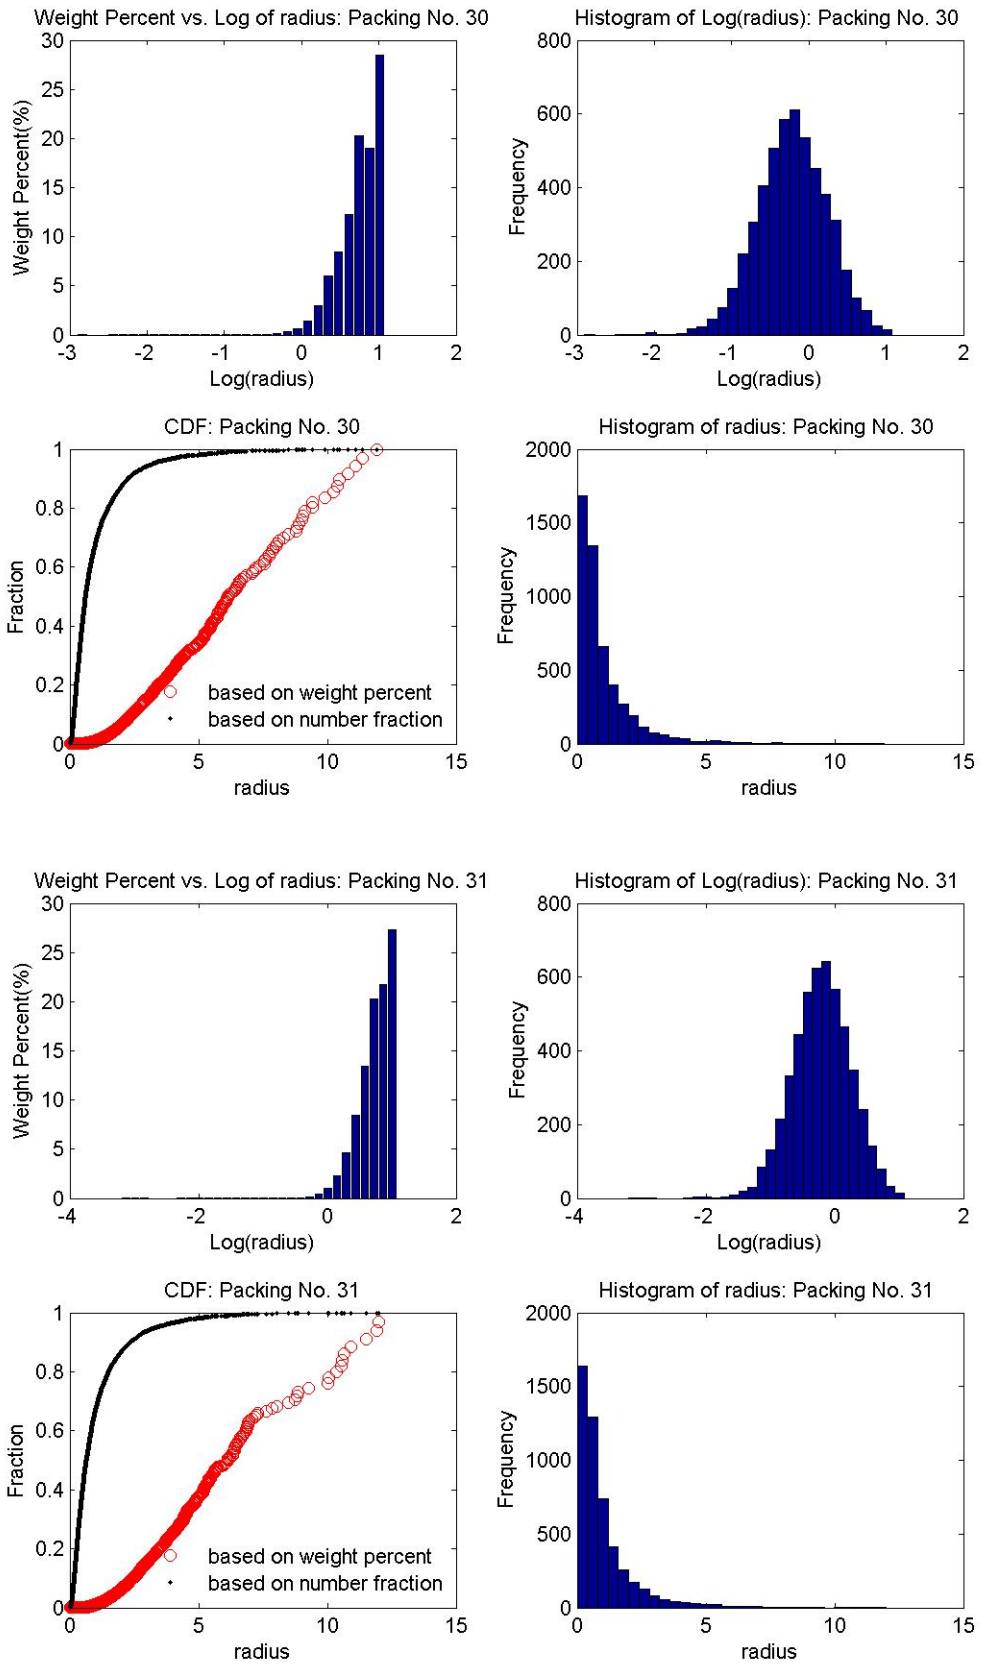 Weight Percent vs. Log of radius: Packing No. 30
30
25
20
15
10
5
0
Weight Percent(%)
-3 -2 -1 0 1 2
Log(radius)
Histogram of Log(radius): Packing No. 30
800
600
400
200
0
Frequency
-3 -2 -1 0 1 2
Log(radius)
CDF: Packing No. 30
1
0.8
0.6
0.4
0.2
0
Fraction
based on weight percent
based on number fraction
0 5 10 15
radius
Histogram of radius: Packing No. 30
2000
1500
1000
500
0
Frequency
0 5 10 15
radius
Weight Percent vs. Log of radius: Packing No. 31
30
25
20
15
10
5
0
Weight Percent(%)
-4 -2 0 2
Log(radius)
Histogram of Log(radius): Packing No. 31
800
600
400
200
0
Frequency
-4 -2 0 2
Log(radius)
CDF: Packing No. 31
1
0.8
0.6
0.4
0.2
0
Fraction
based on weight percent
based on number fraction
0 5 10 15
radius
Histogram of radius: Packing No. 31
2000
1500
1000
500
0
Frequency
0 5 10 15
radius